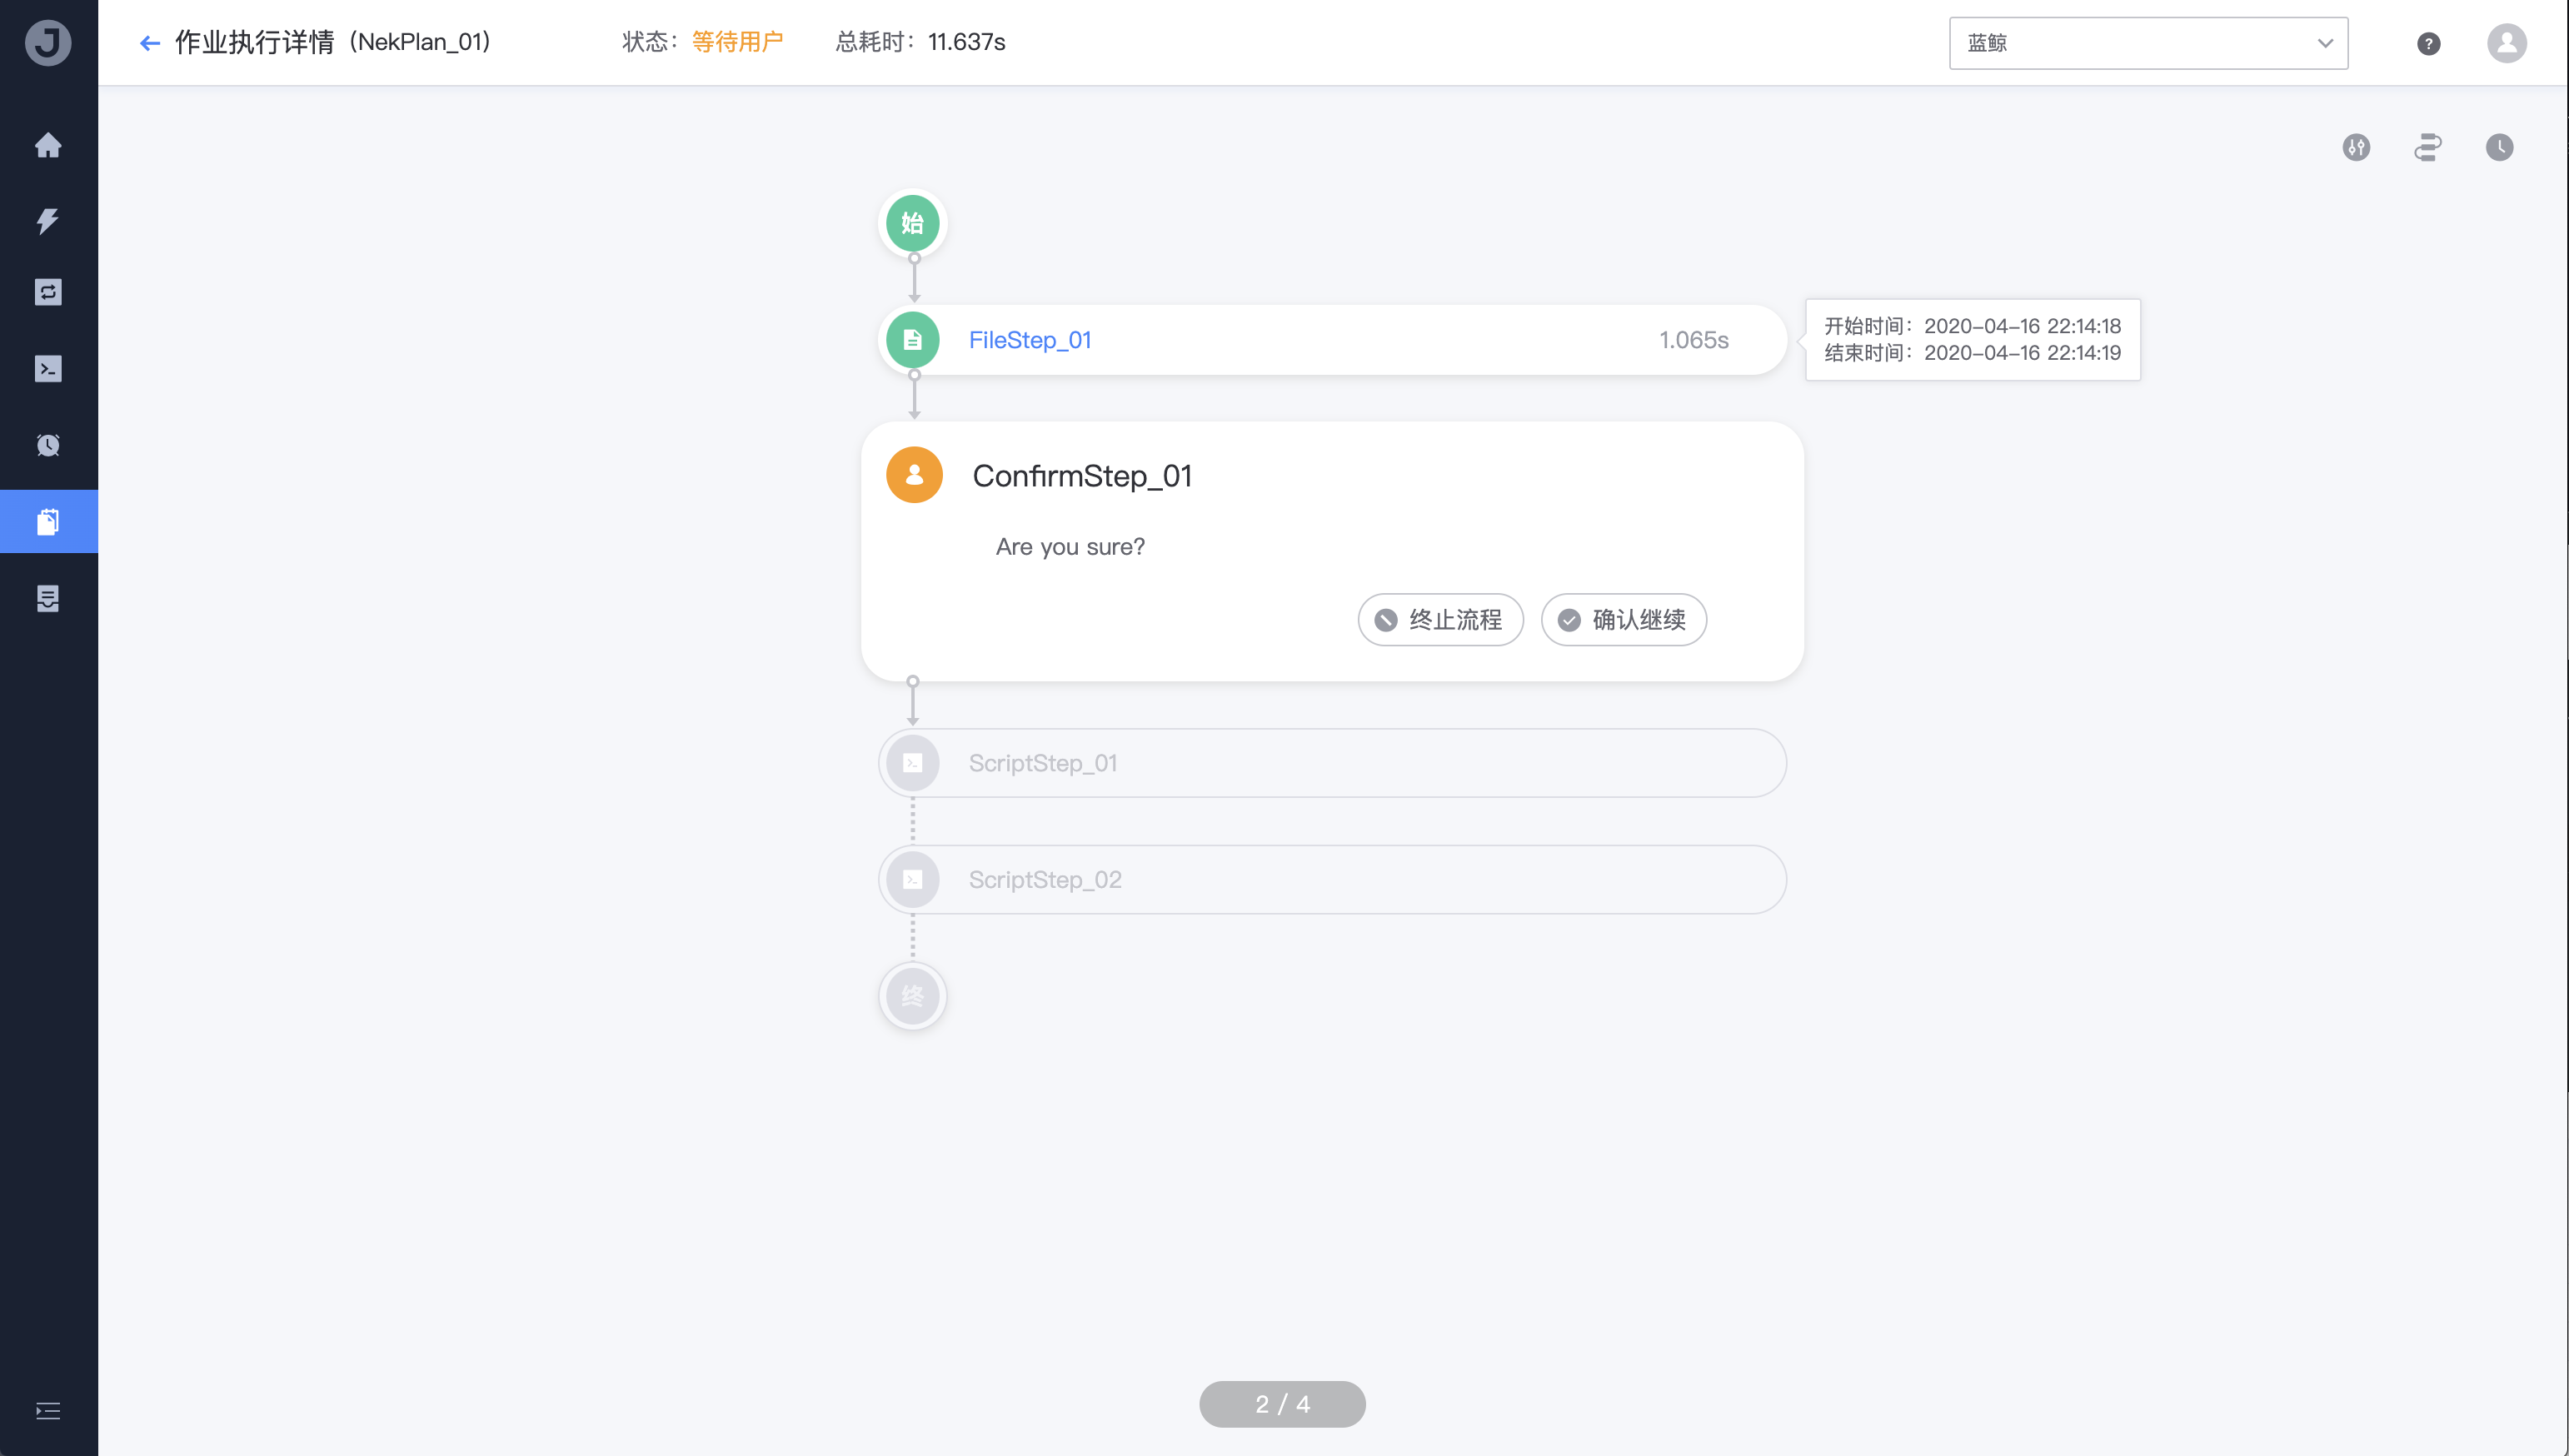 J
作业执行详情（NekPlan_01）
状态：等待用户
总耗时：11.637s
蓝鲸
始
FileStep_01
1.065s
开始时间：2020-04-16 22:14:18
结束时间：2020-04-16 22:14:19
ConfirmStep_01
Are you sure?
终止流程
确认继续
ScriptStep_01
ScriptStep_02
终
2 / 4